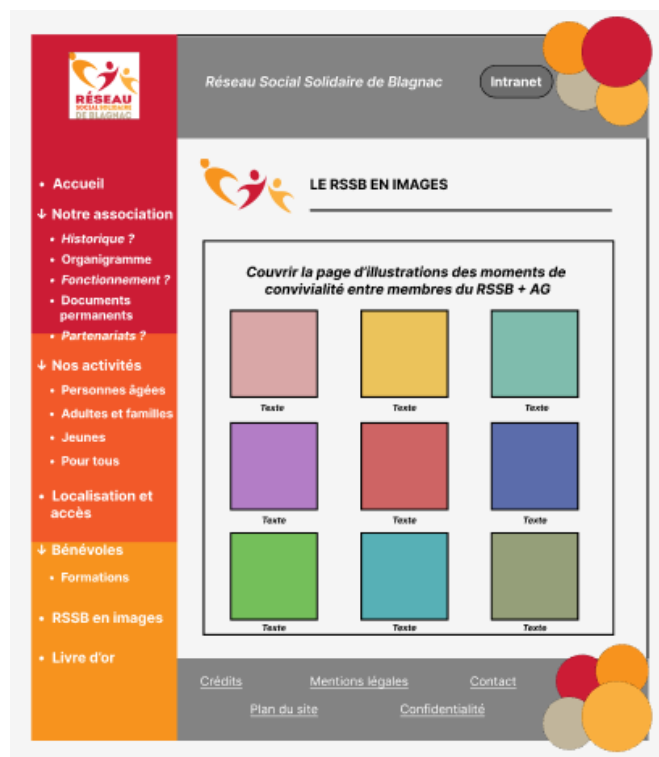 RÉSEAU
SOCIAL SOLIDAIRE
DE BLAGNAC
Réseau Social Solidaire de Blagnac
Intranet
• Accueil
↓ Notre association
• Historique ?
• Organigramme
• Fonctionnement ?
• Documents
permanents
• Partenariats ?
↓ Nos activités
• Personnes âgées
• Adultes et familles
• Jeunes
• Pour tous
• Localisation et
accès
↓ Bénévoles
• Formations
• RSSB en images
• Livre d'or
LE RSSB EN IMAGES
Couvrir la page d'illustrations des moments de
convivialité entre membres du RSSB + AG
Texte
Texte
Texte
Texte
Texte
Texte
Texte
Texte
Texte
Crédits
Mentions légales
Contact
Plan du site
Confidentialité